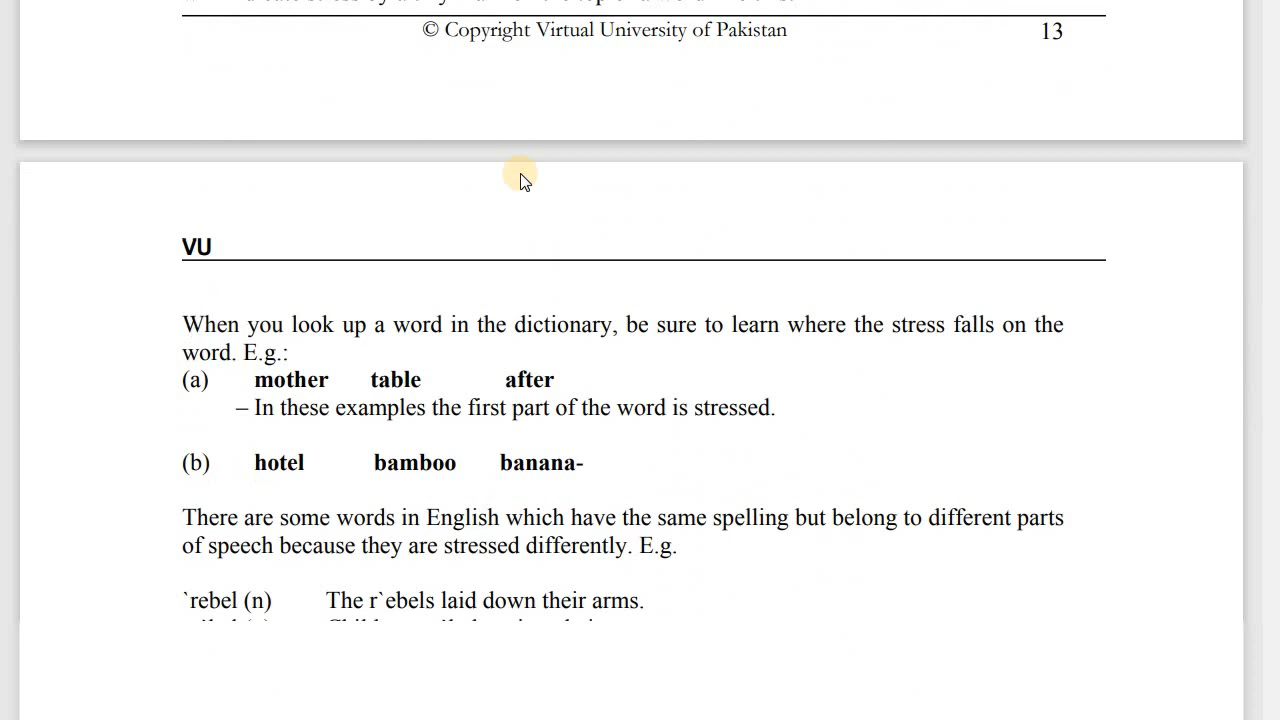 © Copyright Virtual University of Pakistan 13
VU
When you look up a word in the dictionary, be sure to learn where the stress falls on the
word. E.g.:
(a) mother table after
– In these examples the first part of the word is stressed.
(b) hotel bamboo banana-
There are some words in English which have the same spelling but belong to different parts
of speech because they are stressed differently. E.g.
`rebel (n) The r`ebels laid down their arms.